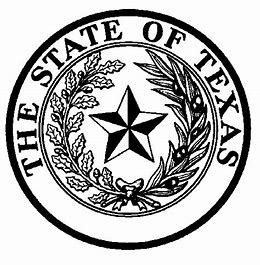 THE STATE OF TEXAS